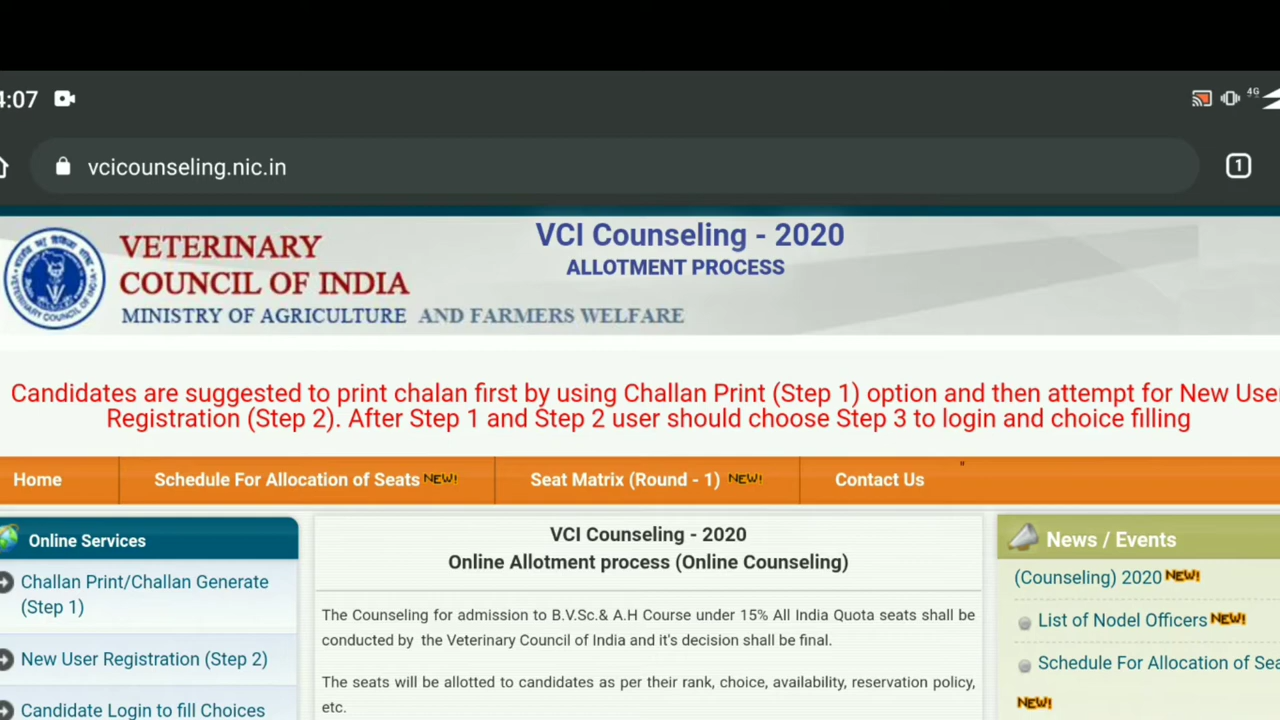 4:07
4G
vcicounseling.nic.in
1
VCI Counseling - 2020
ALLOTMENT PROCESS
VETERINARY
COUNCIL OF INDIA
MINISTRY OF AGRICULTURE AND FARMERS WELFARE
Candidates are suggested to print chalan first by using Challan Print (Step 1) option and then attempt for New User
Registration (Step 2). After Step 1 and Step 2 user should choose Step 3 to login and choice filling
Home
Schedule For Allocation of Seats NEW!
Seat Matrix (Round - 1) NEW!
Contact Us
"
Online Services
Challan Print/Challan Generate
(Step 1)
New User Registration (Step 2)
Candidate Login to fill Choices
VCI Counseling - 2020
Online Allotment process (Online Counseling)
The Counseling for admission to B.V.Sc.& A.H Course under 15% All India Quota seats shall be
conducted by the Veterinary Council of India and it's decision shall be final.
The seats will be allotted to candidates as per their rank, choice, availability, reservation policy,
etc.
News / Events
(Counseling) 2020 NEW!
List of Nodel Officers NEW!
Schedule For Allocation of Sea
NEW!